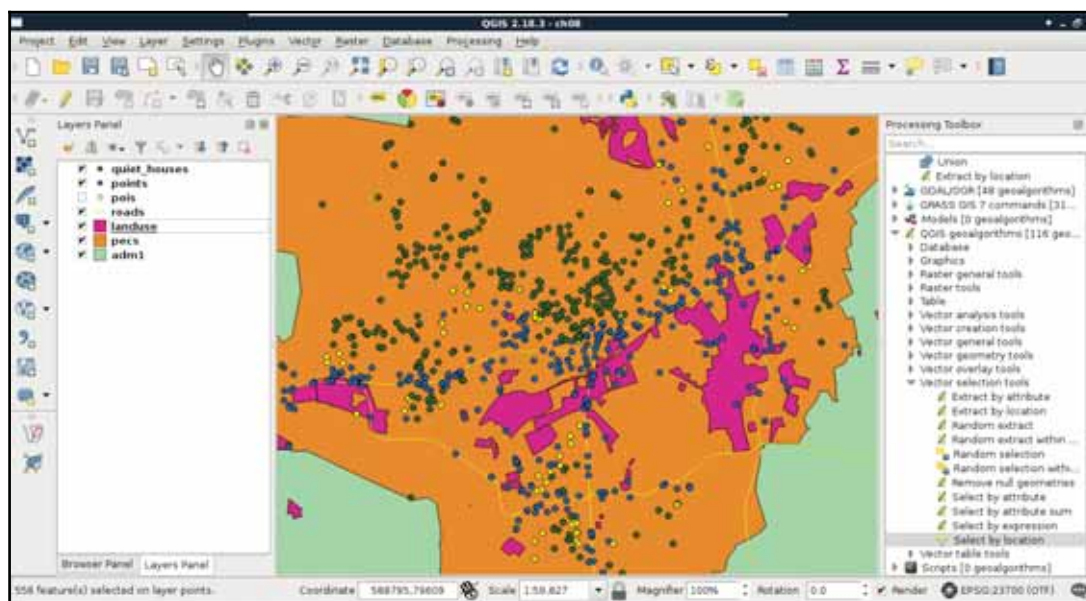 QGIS 2.18.3 - ch08
Project Edit View Layer Settings Plugins Vector Raster Database Processing Help
Layers Panel
quiet_houses
points
pois
roads
landuse
pecs
adm1
Browser Panel Layers Panel
Processing Toolbox
Search...
Union
Extract by location
GDAL/OGR [48 geoalgorithms]
GRASS GIS 7 commands [31...
Models [0 geoalgorithms]
QGIS geoalgorithms [116 geo...
Database
Graphics
Raster general tools
Raster tools
Table
Vector analysis tools
Vector creation tools
Vector general tools
Vector geometry tools
Vector overlay tools
Vector selection tools
Extract by attribute
Extract by location
Random extract
Random extract within ...
Random selection
Random selection withi...
Remove null geometries
Select by attribute
Select by attribute sum
Select by expression
Select by location
Vector table tools
Scripts [0 geoalgorithms]
558 feature(s) selected on layer points. Coordinate 588795,79809 Scale 1:59,827 Magnifier 100% Rotation 0.0 Render EPSG:23700 (OTF)